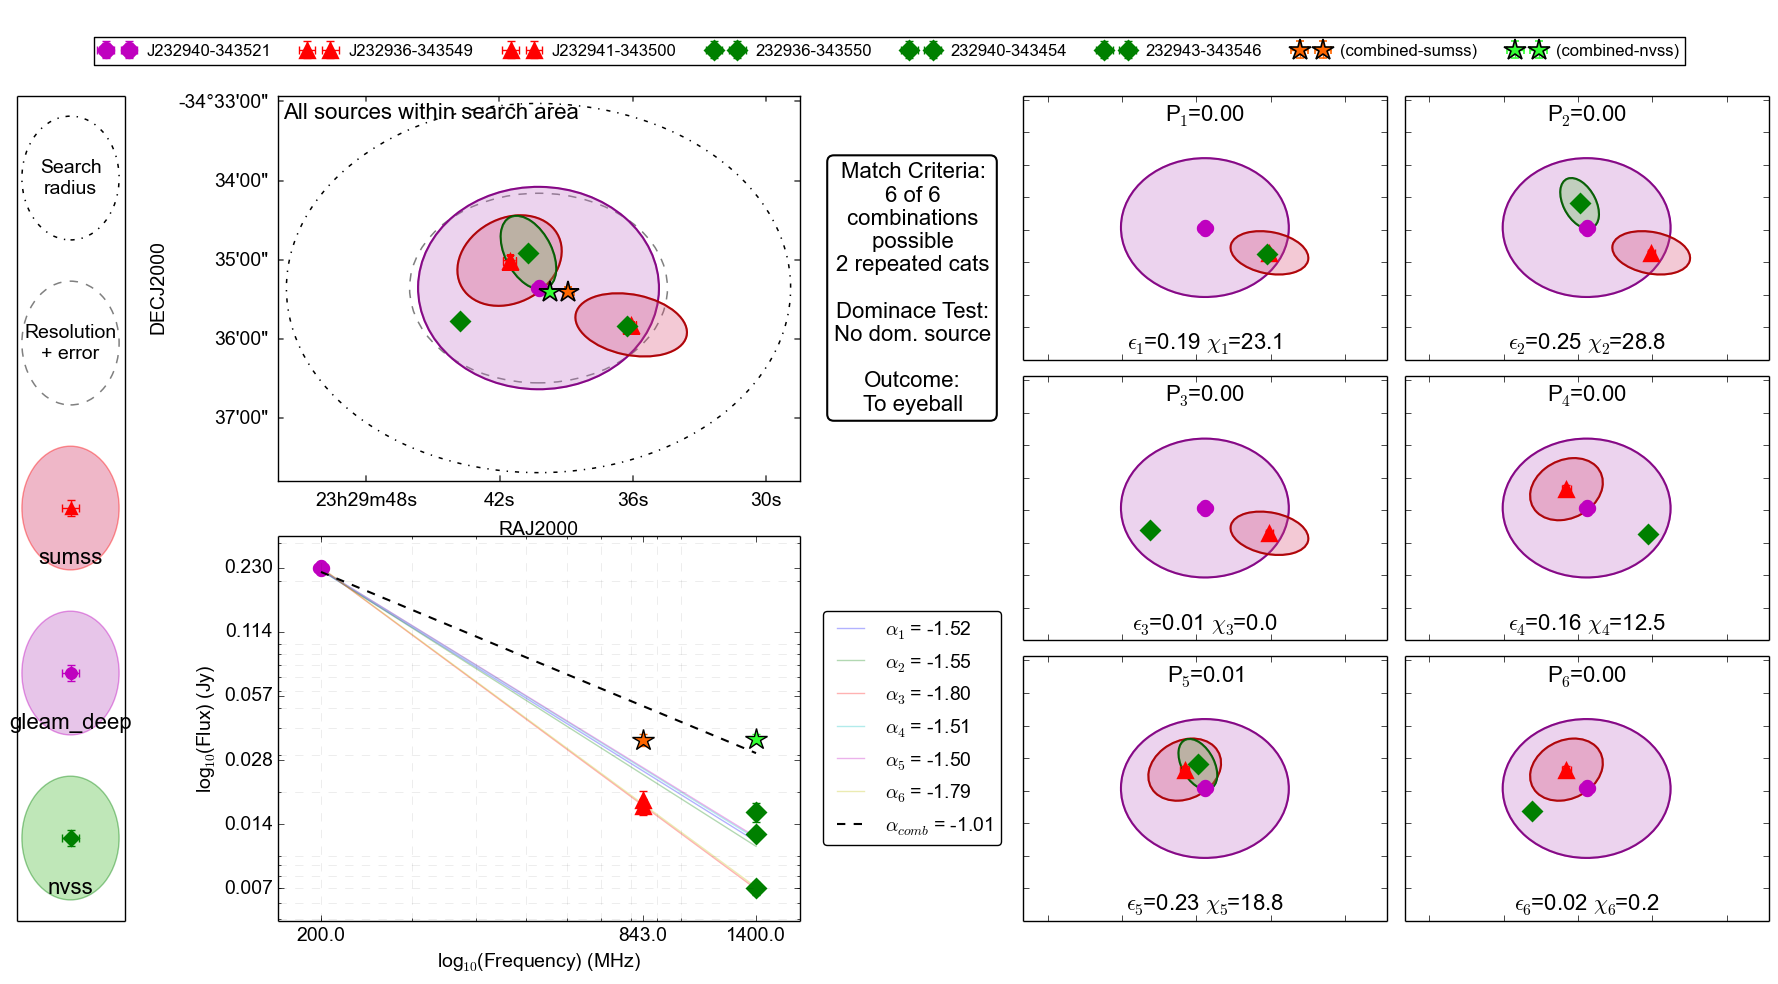 J232940-343521 J232936-343549 J232941-343500 232936-343550 232940-343454 232943-343546 (combined-sumss) (combined-nvss)
Search
radius
Resolution
+ error
sumss
gleam_deep
nvss
All sources within search area
DECJ2000
-34°33'00"
34'00"
35'00"
36'00"
37'00"
23h29m48s 42s 36s 30s
RAJ2000
log₁₀(Flux) (Jy)
0.230
0.114
0.057
0.028
0.014
0.007
200.0 843.0 1400.0
log₁₀(Frequency) (MHz)
Match Criteria:
6 of 6
combinations
possible
2 repeated cats
Dominace Test:
No dom. source
Outcome:
To eyeball
α₁ = -1.52
α₂ = -1.55
α₃ = -1.80
α₄ = -1.51
α₅ = -1.50
α₆ = -1.79
α_comb = -1.01
P₁=0.00
ϵ₁=0.19 χ₁=23.1
P₂=0.00
ϵ₂=0.25 χ₂=28.8
P₃=0.00
ϵ₃=0.01 χ₃=0.0
P₄=0.00
ϵ₄=0.16 χ₄=12.5
P₅=0.01
ϵ₅=0.23 χ₅=18.8
P₆=0.00
ϵ₆=0.02 χ₆=0.2